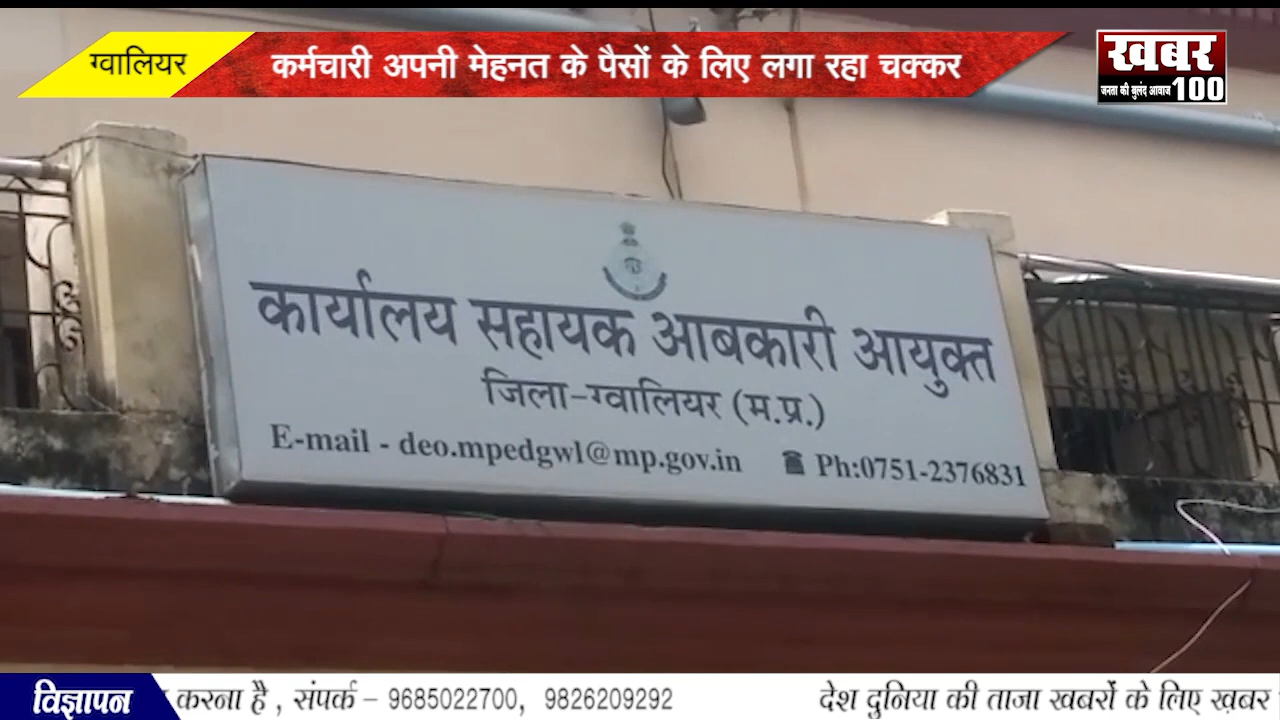 ग्वालियर
कर्मचारी अपनी मेहनत के पैसों के लिए लगा रहा चक्कर
खबर
जनता की बुलंद आवाज 100
कार्यालय सहायक आबकारी आयुक्त
जिला-ग्वालियर (म.प्र.)
E-mail - deo.mpedgwl@mp.gov.in ☎ Ph:0751-2376831
विज्ञापन करना है , संपर्क – 9685022700, 9826209292 देश दुनिया की ताजा खबरों के लिए ख़बर